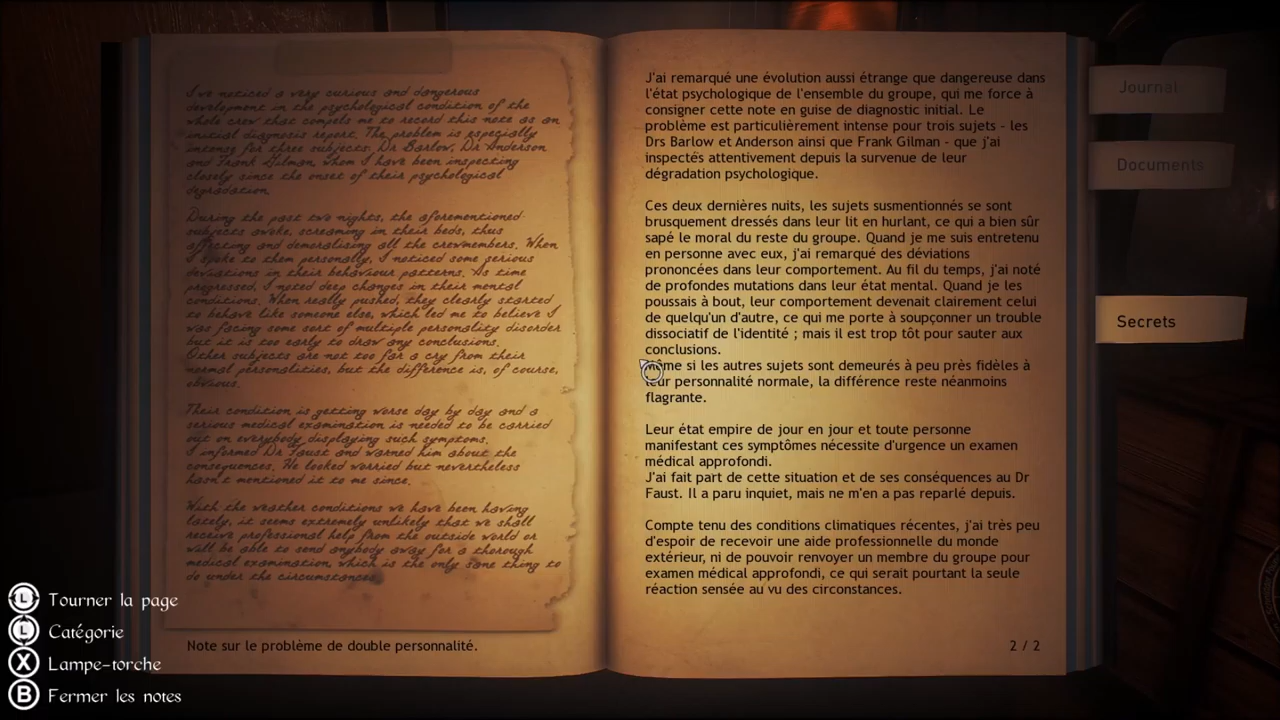 I've noticed a very curious and dangerous
development in the psychological condition of the
whole crew that compels me to record this note as an
initial diagnosis report. The problem is especially
intense for three subjects: Dr Barlow, Dr Anderson
and Frank Gilman, whom I have been inspecting
closely since the onset of their psychological
degradation.
During the past two nights, the aforementioned
subjects awoke, screaming in their beds, thus
affecting and demoralising all the crewmembers. When
I spoke to them personally, I noticed some serious
deviations in their behaviour patterns. As time
progressed, I noted deep changes in their mental
conditions. When really pushed, they clearly started
to behave like someone else, which led me to believe I
was facing some sort of multiple personality disorder
but it is too early to draw any conclusions.
Other subjects are not too far a cry from their
normal personalities, but the difference is, of course,
obvious.
Their condition is getting worse day by day and a
serious medical examination is needed to be carried
out on everybody displaying such symptoms.
I informed Dr Faust and warned him about the
consequences. He looked worried but nevertheless
hasn't mentioned it to me since.
With the weather conditions we have been having
lately, it seems extremely unlikely that we shall
receive professional help from the outside world or
will be able to send anybody away for a thorough
medical examination, which is the only sane thing to
do under the circumstances.
Note sur le problème de double personnalité.
J'ai remarqué une évolution aussi étrange que dangereuse dans
l'état psychologique de l'ensemble du groupe, qui me force à
consigner cette note en guise de diagnostic initial. Le
problème est particulièrement intense pour trois sujets - les
Drs Barlow et Anderson ainsi que Frank Gilman - que j'ai
inspectés attentivement depuis la survenue de leur
dégradation psychologique.
Ces deux dernières nuits, les sujets susmentionnés se sont
brusquement dressés dans leur lit en hurlant, ce qui a bien sûr
sapé le moral du reste du groupe. Quand je me suis entretenu
en personne avec eux, j'ai remarqué des déviations
prononcées dans leur comportement. Au fil du temps, j'ai noté
de profondes mutations dans leur état mental. Quand je les
poussais à bout, leur comportement devenait clairement celui
de quelqu'un d'autre, ce qui me porte à soupçonner un trouble
dissociatif de l'identité ; mais il est trop tôt pour sauter aux
conclusions.
Même si les autres sujets sont demeurés à peu près fidèles à
leur personnalité normale, la différence reste néanmoins
flagrante.
Leur état empire de jour en jour et toute personne
manifestant ces symptômes nécessite d'urgence un examen
médical approfondi.
J'ai fait part de cette situation et de ses conséquences au Dr
Faust. Il a paru inquiet, mais ne m'en a pas reparlé depuis.
Compte tenu des conditions climatiques récentes, j'ai très peu
d'espoir de recevoir une aide professionnelle du monde
extérieur, ni de pouvoir renvoyer un membre du groupe pour
examen médical approfondi, ce qui serait pourtant la seule
réaction sensée au vu des circonstances.
2 / 2
Journal
Documents
Secrets
L Tourner la page
L Catégorie
X Lampe-torche
B Fermer les notes